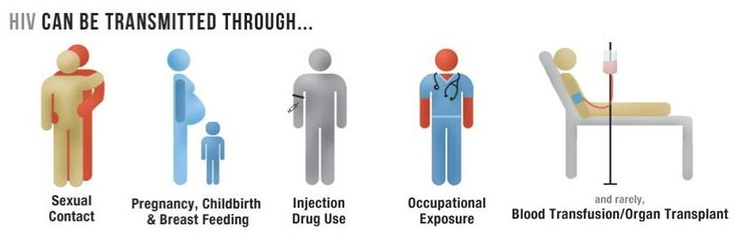 HIV CAN BE TRANSMITTED THROUGH...
Sexual
Contact
Pregnancy, Childbirth
& Breast Feeding
Injection
Drug Use
Occupational
Exposure
and rarely,
Blood Transfusion/Organ Transplant